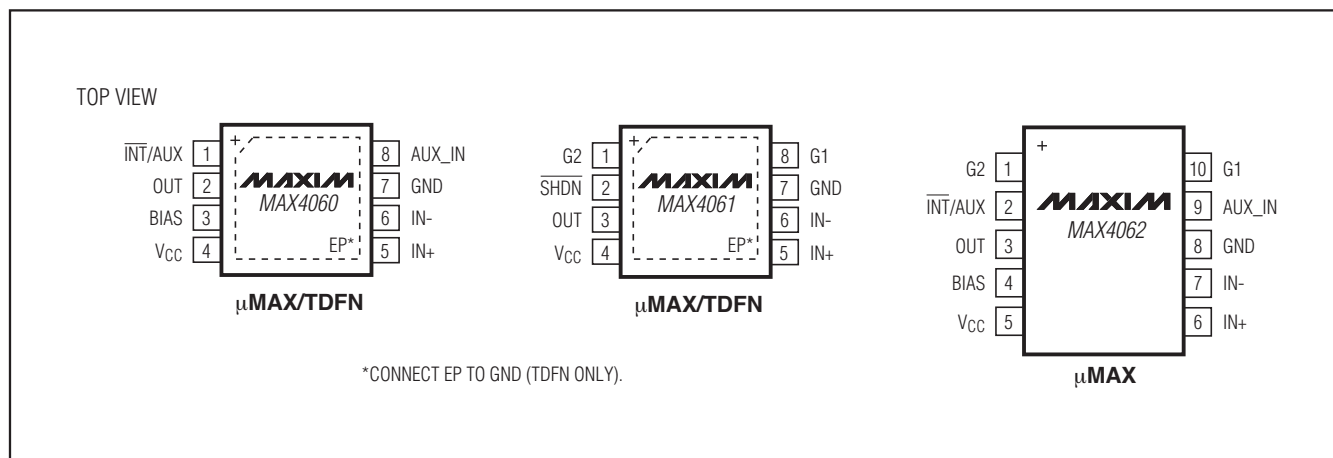 TOP VIEW
+
MAXIM
MAX4060
EP*
INT/AUX 1
OUT 2
BIAS 3
VCC 4
8 AUX_IN
7 GND
6 IN-
5 IN+
μMAX/TDFN
+
MAXIM
MAX4061
EP*
G2 1
SHDN 2
OUT 3
VCC 4
8 G1
7 GND
6 IN-
5 IN+
μMAX/TDFN
+
MAXIM
MAX4062
G2 1
INT/AUX 2
OUT 3
BIAS 4
VCC 5
10 G1
9 AUX_IN
8 GND
7 IN-
6 IN+
μMAX
*CONNECT EP TO GND (TDFN ONLY).